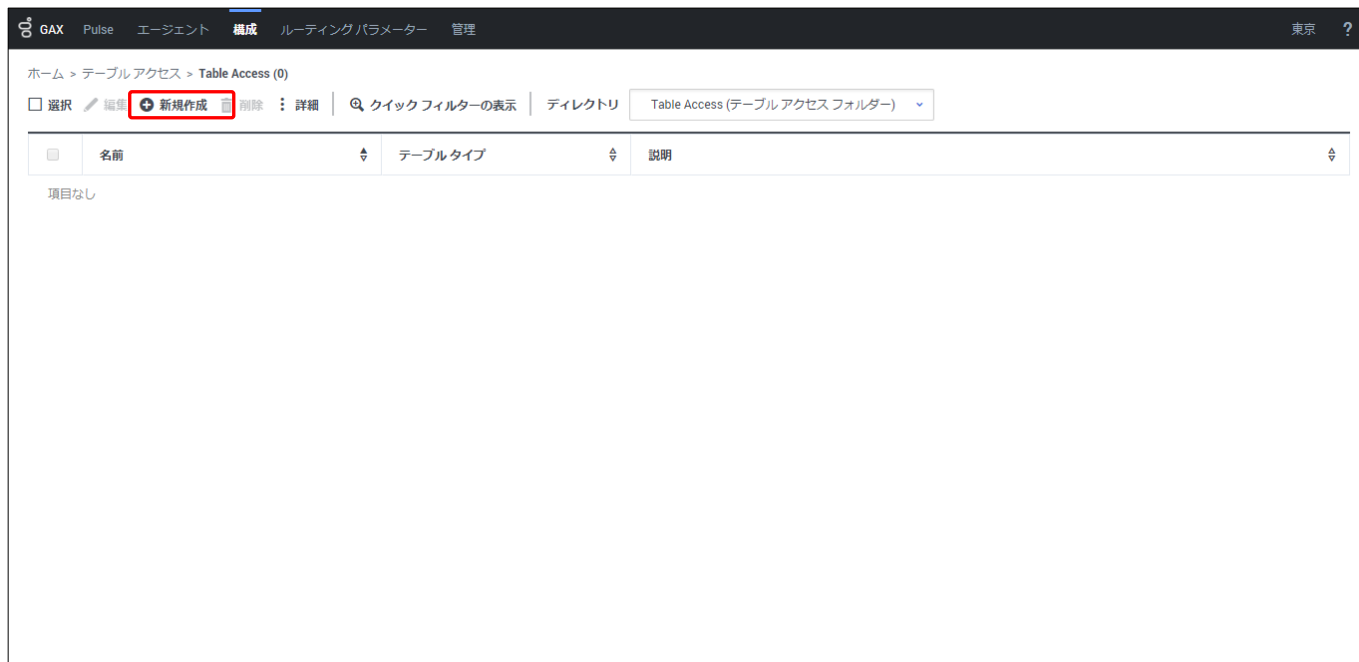 GAX Pulse エージェント 構成 ルーティング パラメーター 管理 東京 ?
ホーム > テーブル アクセス > Table Access (0)
選択 編集 新規作成 削除 詳細 クイック フィルターの表示 ディレクトリ Table Access (テーブル アクセス フォルダー)
名前 テーブル タイプ 説明
項目なし